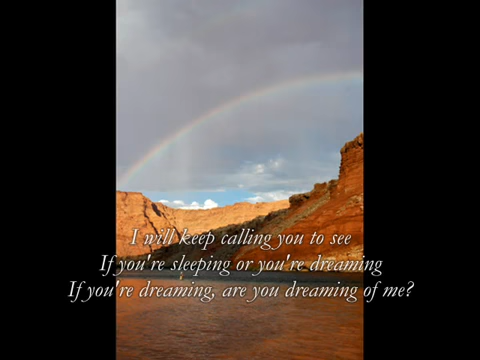 I will keep calling you to see
If you're sleeping or you're dreaming
If you're dreaming, are you dreaming of me?